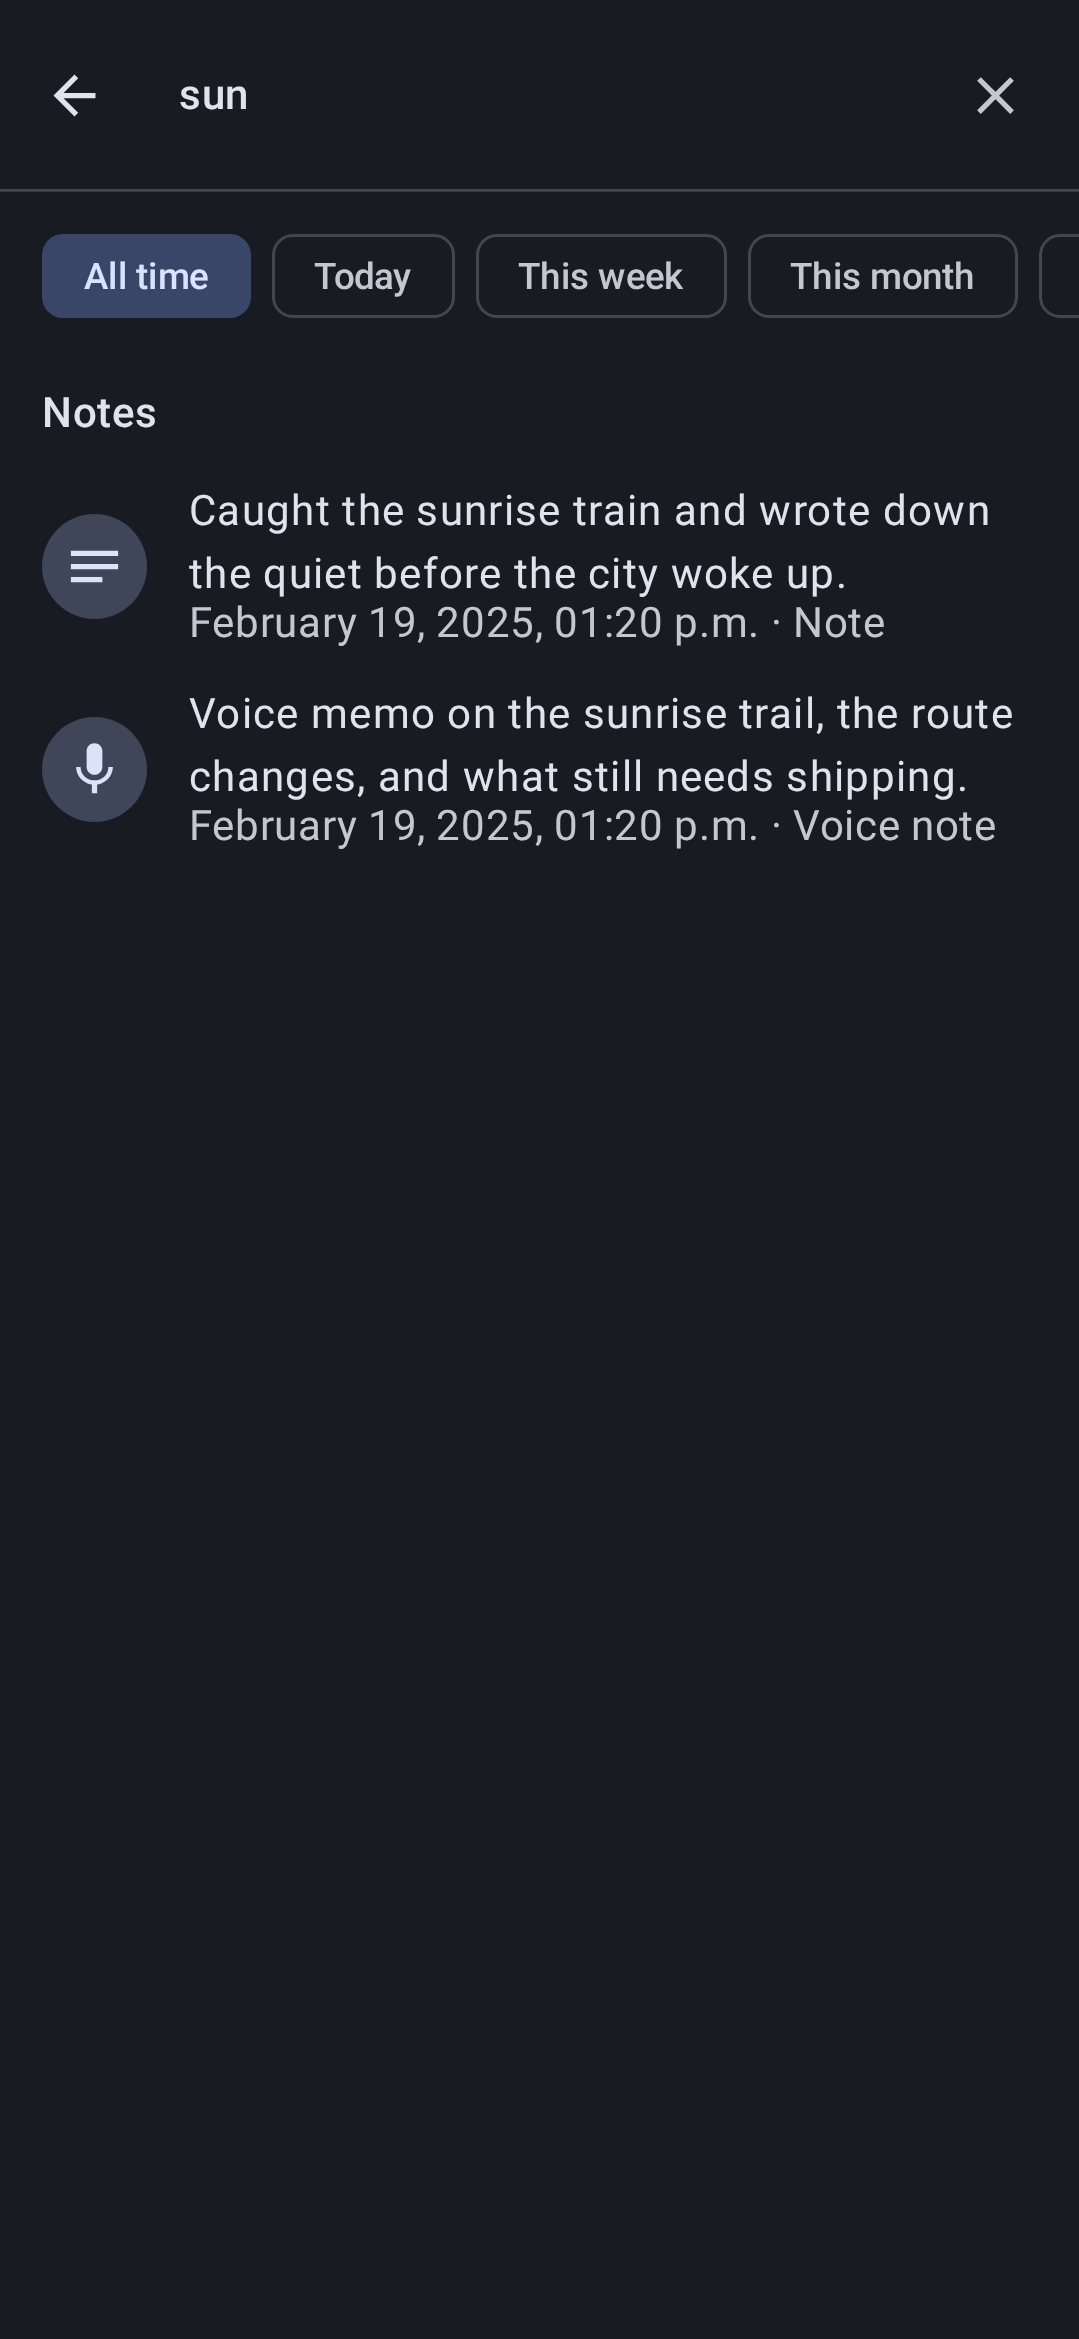 sun
All time
Today
This week
This month
Notes
Caught the sunrise train and wrote down
the quiet before the city woke up.
February 19, 2025, 01:20 p.m. · Note
Voice memo on the sunrise trail, the route
changes, and what still needs shipping.
February 19, 2025, 01:20 p.m. · Voice note